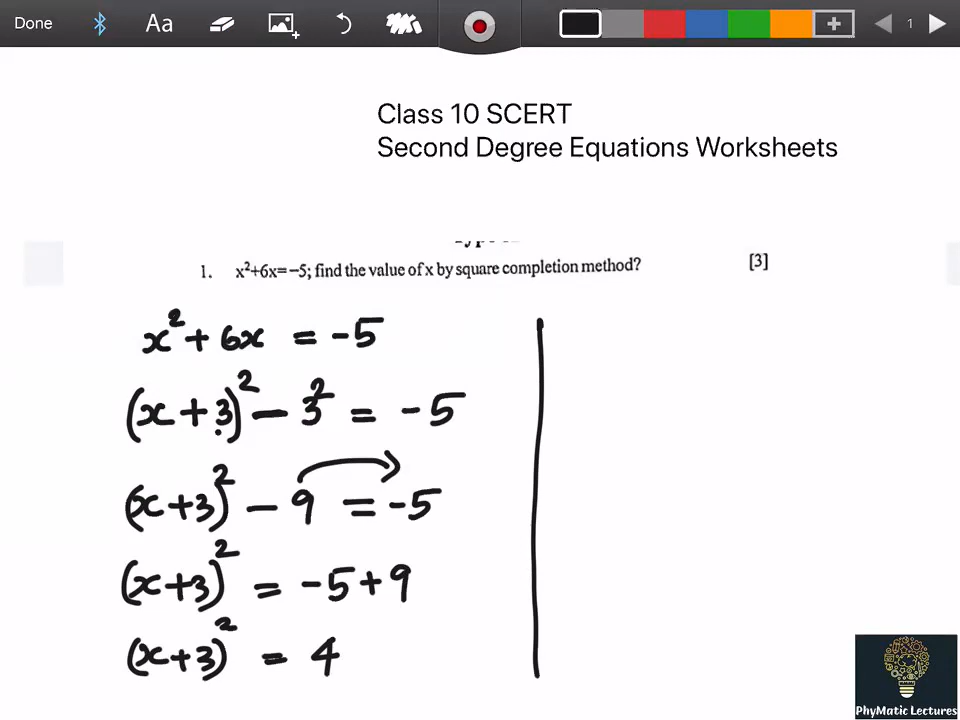 Done Aa 1
Class 10 SCERT
Second Degree Equations Worksheets
1. x²+6x=−5; find the value of x by square completion method? [3]
x² + 6x = -5
(x+3)² - 3² = -5
(x+3)² - 9 = -5
(x+3)² = -5+9
(x+3)² = 4
PhyMatic Lectures